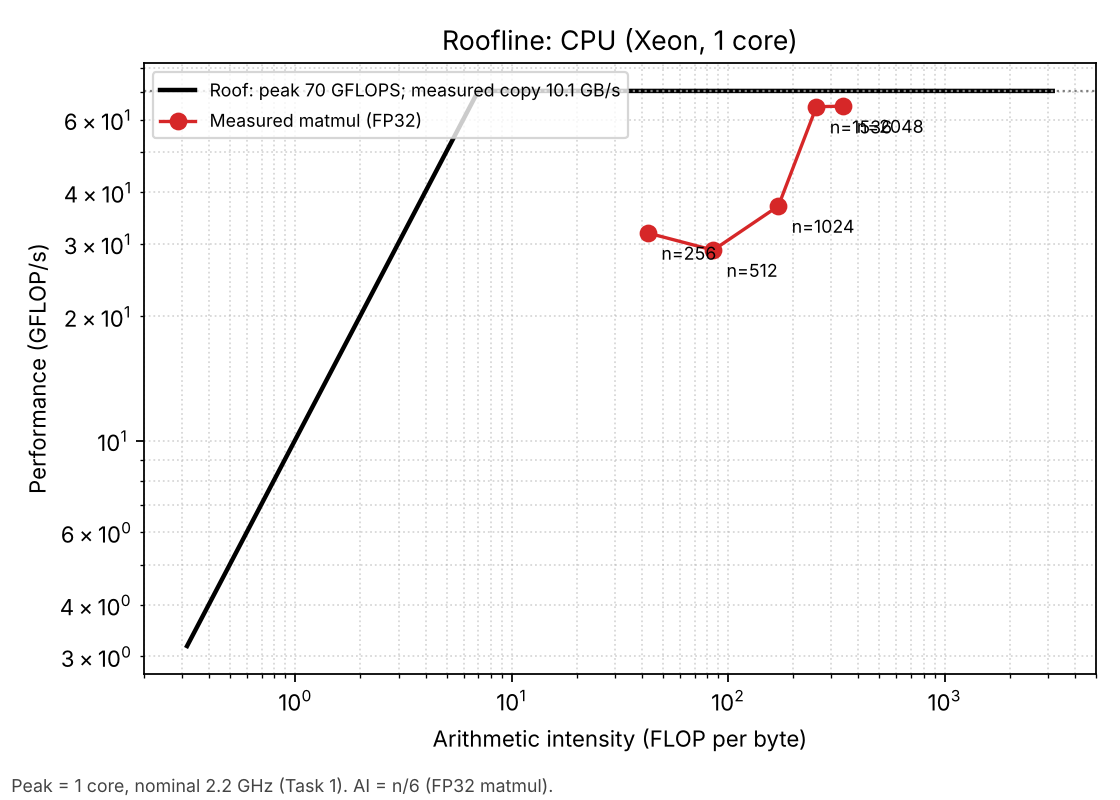 Roofline: CPU (Xeon, 1 core)
Roof: peak 70 GFLOPS; measured copy 10.1 GB/s
Measured matmul (FP32)
6 × 10¹
4 × 10¹
3 × 10¹
2 × 10¹
10¹
6 × 10⁰
4 × 10⁰
3 × 10⁰
Performance (GFLOP/s)
n=256
n=512
n=1024
n=1536
n=2048
10⁰
10¹
10²
10³
Arithmetic intensity (FLOP per byte)
Peak = 1 core, nominal 2.2 GHz (Task 1). AI = n/6 (FP32 matmul).